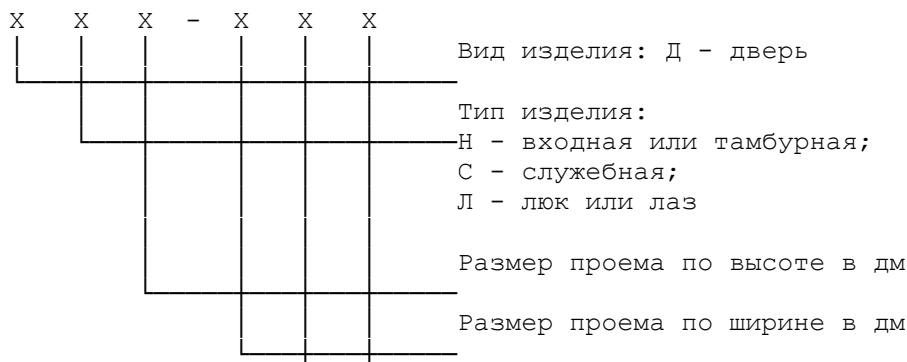 Х Х Х - Х Х Х
Вид изделия: Д - дверь
Тип изделия:
Н - входная или тамбурная;
С - служебная;
Л - люк или лаз
Размер проема по высоте в дм
Размер проема по ширине в дм